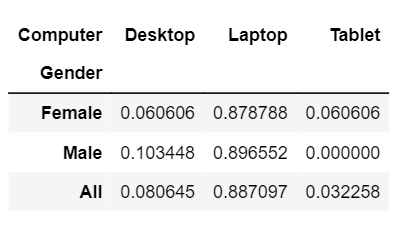 Computer Desktop Laptop Tablet
Gender
Female 0.060606 0.878788 0.060606
Male 0.103448 0.896552 0.000000
All 0.080645 0.887097 0.032258